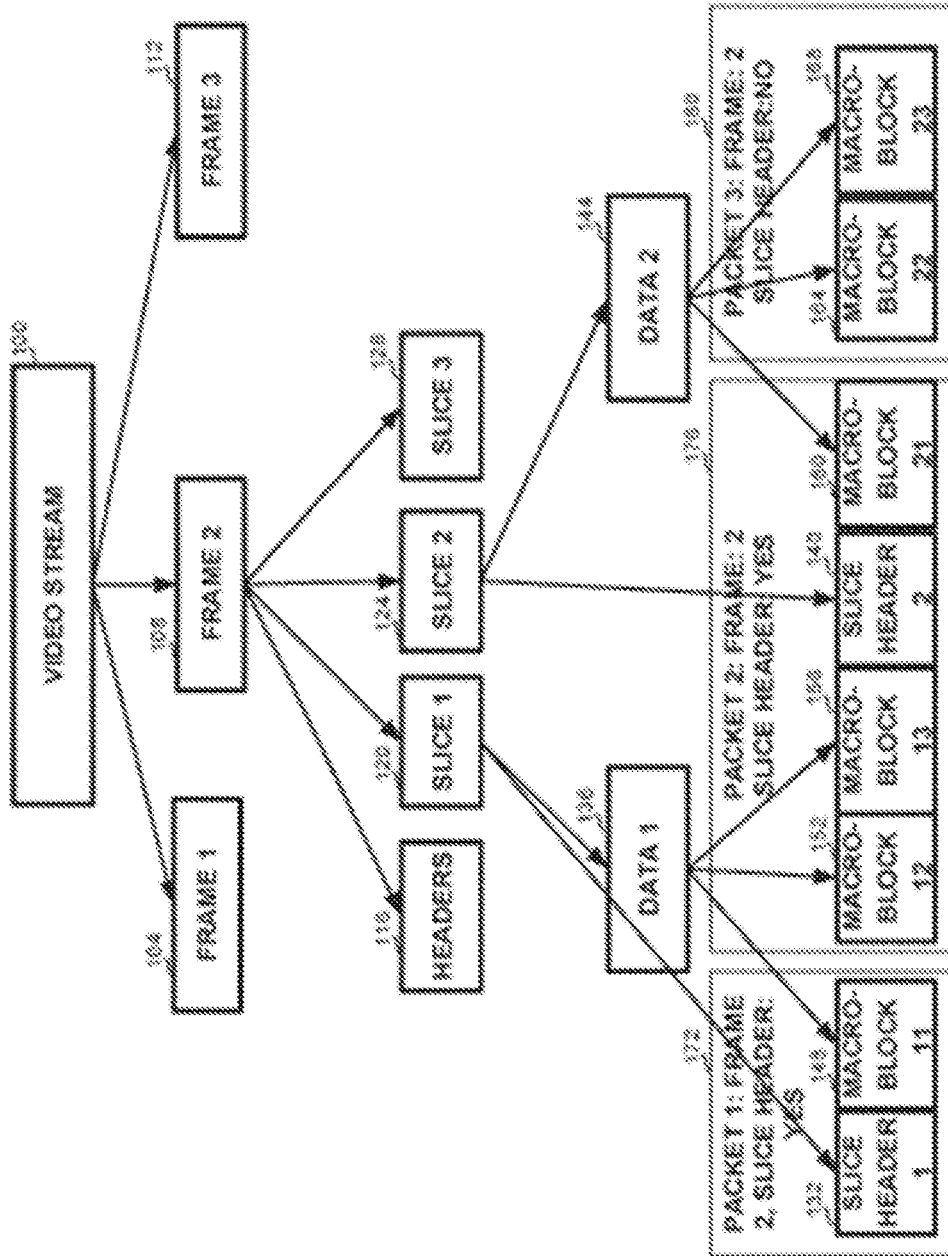 VIDEO STREAM
100
FRAME 1
104
FRAME 2
108
FRAME 3
112
HEADERS
116
SLICE 1
120
SLICE 2
124
SLICE 3
128
DATA 1
136
DATA 2
144
172
PACKET 1: FRAME
2, SLICE HEADER:
YES
176
PACKET 2: FRAME: 2
SLICE HEADER: YES
180
PACKET 3: FRAME: 2
SLICE HEADER:NO
132
SLICE
HEADER
1
148
MACRO-
BLOCK
11
152
MACRO-
BLOCK
12
156
MACRO-
BLOCK
13
140
SLICE
HEADER
2
160
MACRO-
BLOCK
21
164
MACRO-
BLOCK
22
168
MACRO-
BLOCK
23